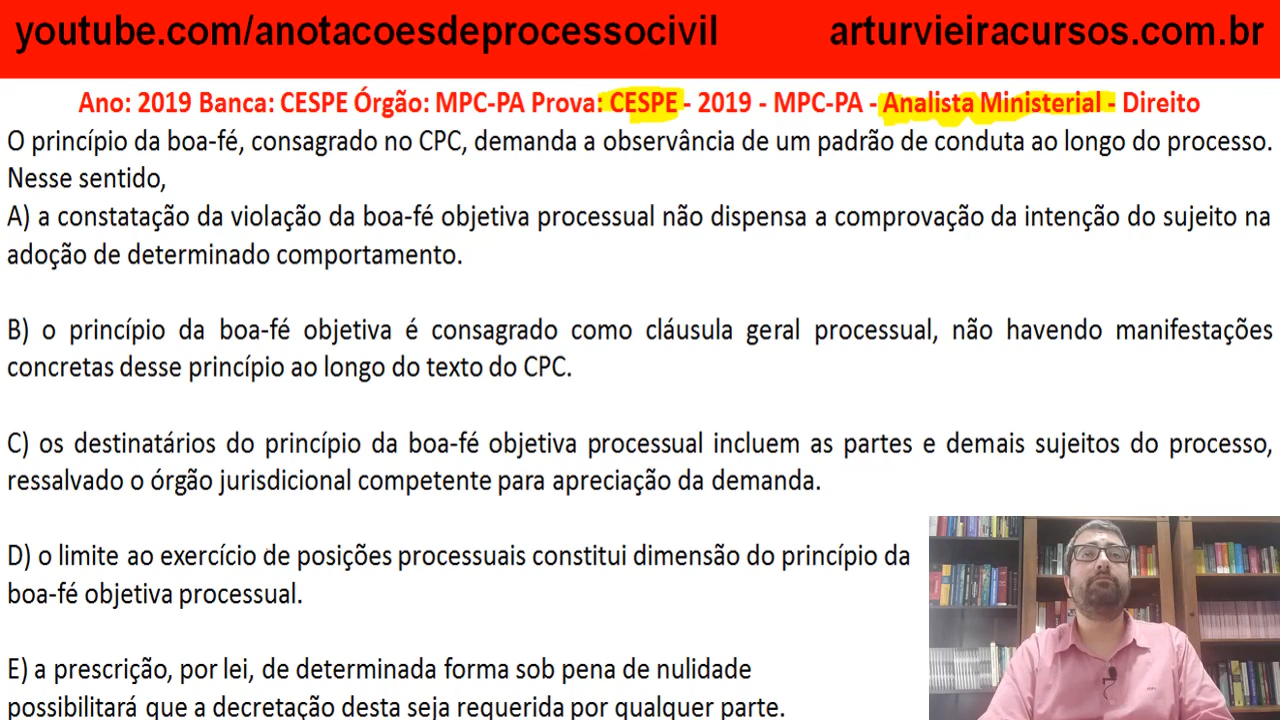 youtube.com/anotacoesdeprocessocivil arturvieiracursos.com.br
Ano: 2019 Banca: CESPE Órgão: MPC-PA Prova: CESPE - 2019 - MPC-PA - Analista Ministerial - Direito
O princípio da boa-fé, consagrado no CPC, demanda a observância de um padrão de conduta ao longo do processo.
Nesse sentido,
A) a constatação da violação da boa-fé objetiva processual não dispensa a comprovação da intenção do sujeito na
adoção de determinado comportamento.
B) o princípio da boa-fé objetiva é consagrado como cláusula geral processual, não havendo manifestações
concretas desse princípio ao longo do texto do CPC.
C) os destinatários do princípio da boa-fé objetiva processual incluem as partes e demais sujeitos do processo,
ressalvado o órgão jurisdicional competente para apreciação da demanda.
D) o limite ao exercício de posições processuais constitui dimensão do princípio da
boa-fé objetiva processual.
E) a prescrição, por lei, de determinada forma sob pena de nulidade
possibilitará que a decretação desta seja requerida por qualquer parte.